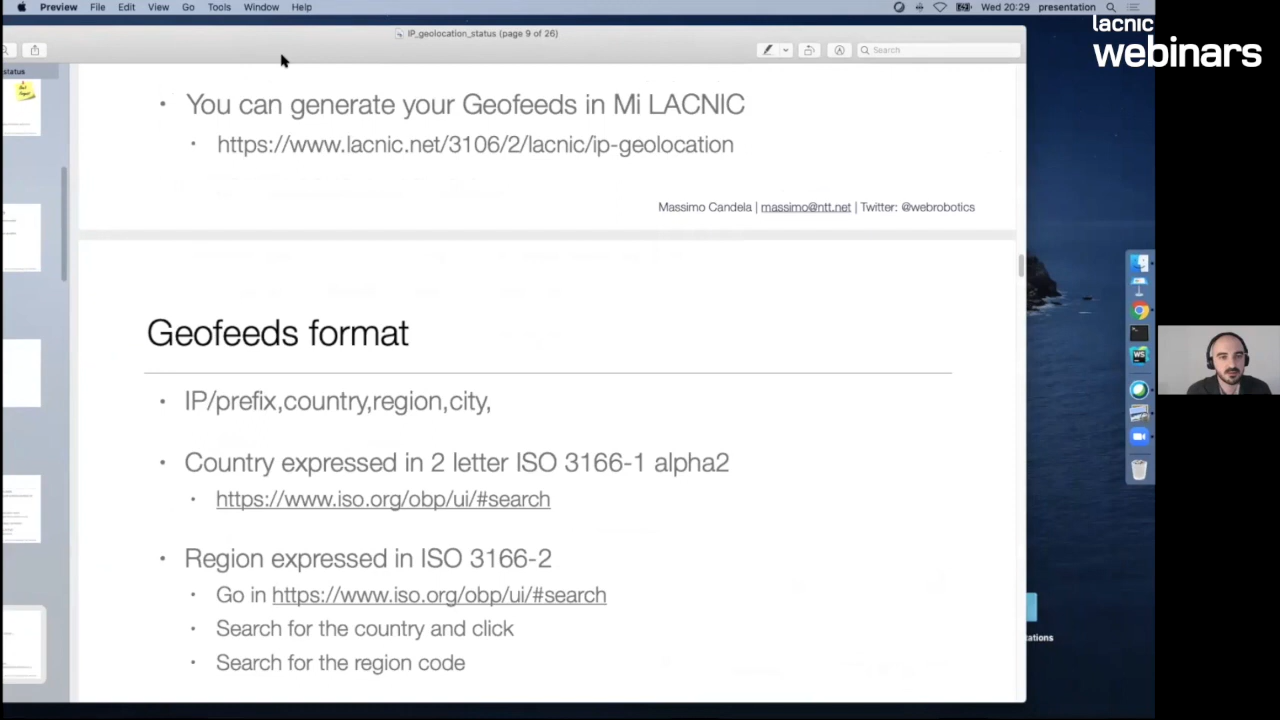 Preview File Edit View Go Tools Window Help Wed 20:29 presentation
lacnic
webinars
IP_geolocation_status (page 9 of 26)
Search
status
• You can generate your Geofeeds in Mi LACNIC
• https://www.lacnic.net/3106/2/lacnic/ip-geolocation
Massimo Candela | massimo@ntt.net | Twitter: @webrobotics
Geofeeds format
• IP/prefix,country,region,city,
• Country expressed in 2 letter ISO 3166-1 alpha2
• https://www.iso.org/obp/ui/#search
• Region expressed in ISO 3166-2
• Go in https://www.iso.org/obp/ui/#search
• Search for the country and click
• Search for the region code
tations